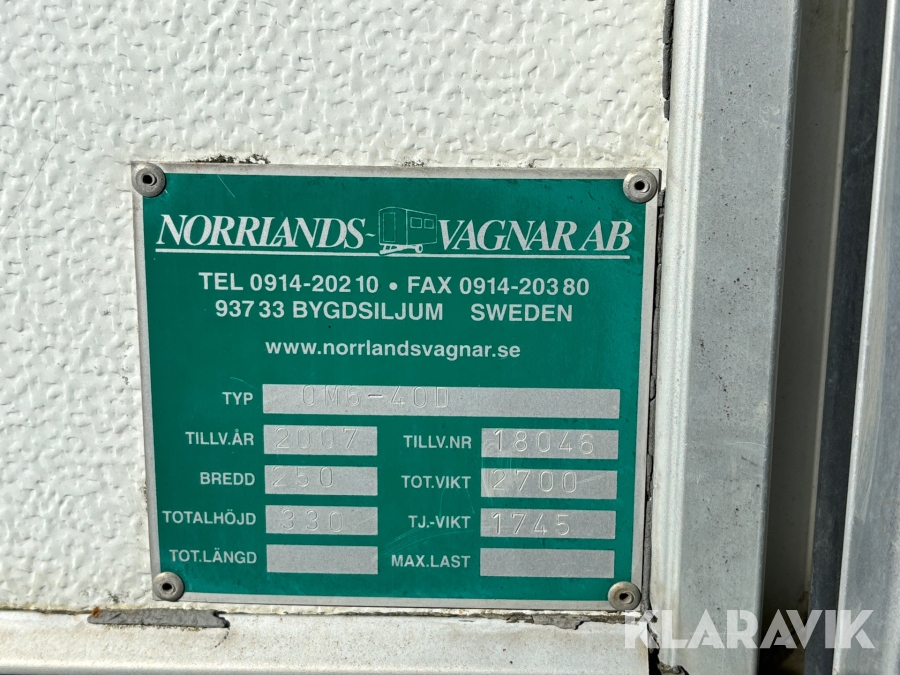 NORRLANDS- VAGNAR AB
TEL 0914-202 10 • FAX 0914-203 80
937 33 BYGDSILJUM SWEDEN
www.norrlandsvagnar.se
TYP OM6-40D
TILLV.ÅR 2007 TILLV.NR 18046
BREDD 250 TOT.VIKT 2700
TOTALHÖJD 330 TJ.-VIKT 1745
TOT.LÄNGD MAX.LAST
KLARAVIK